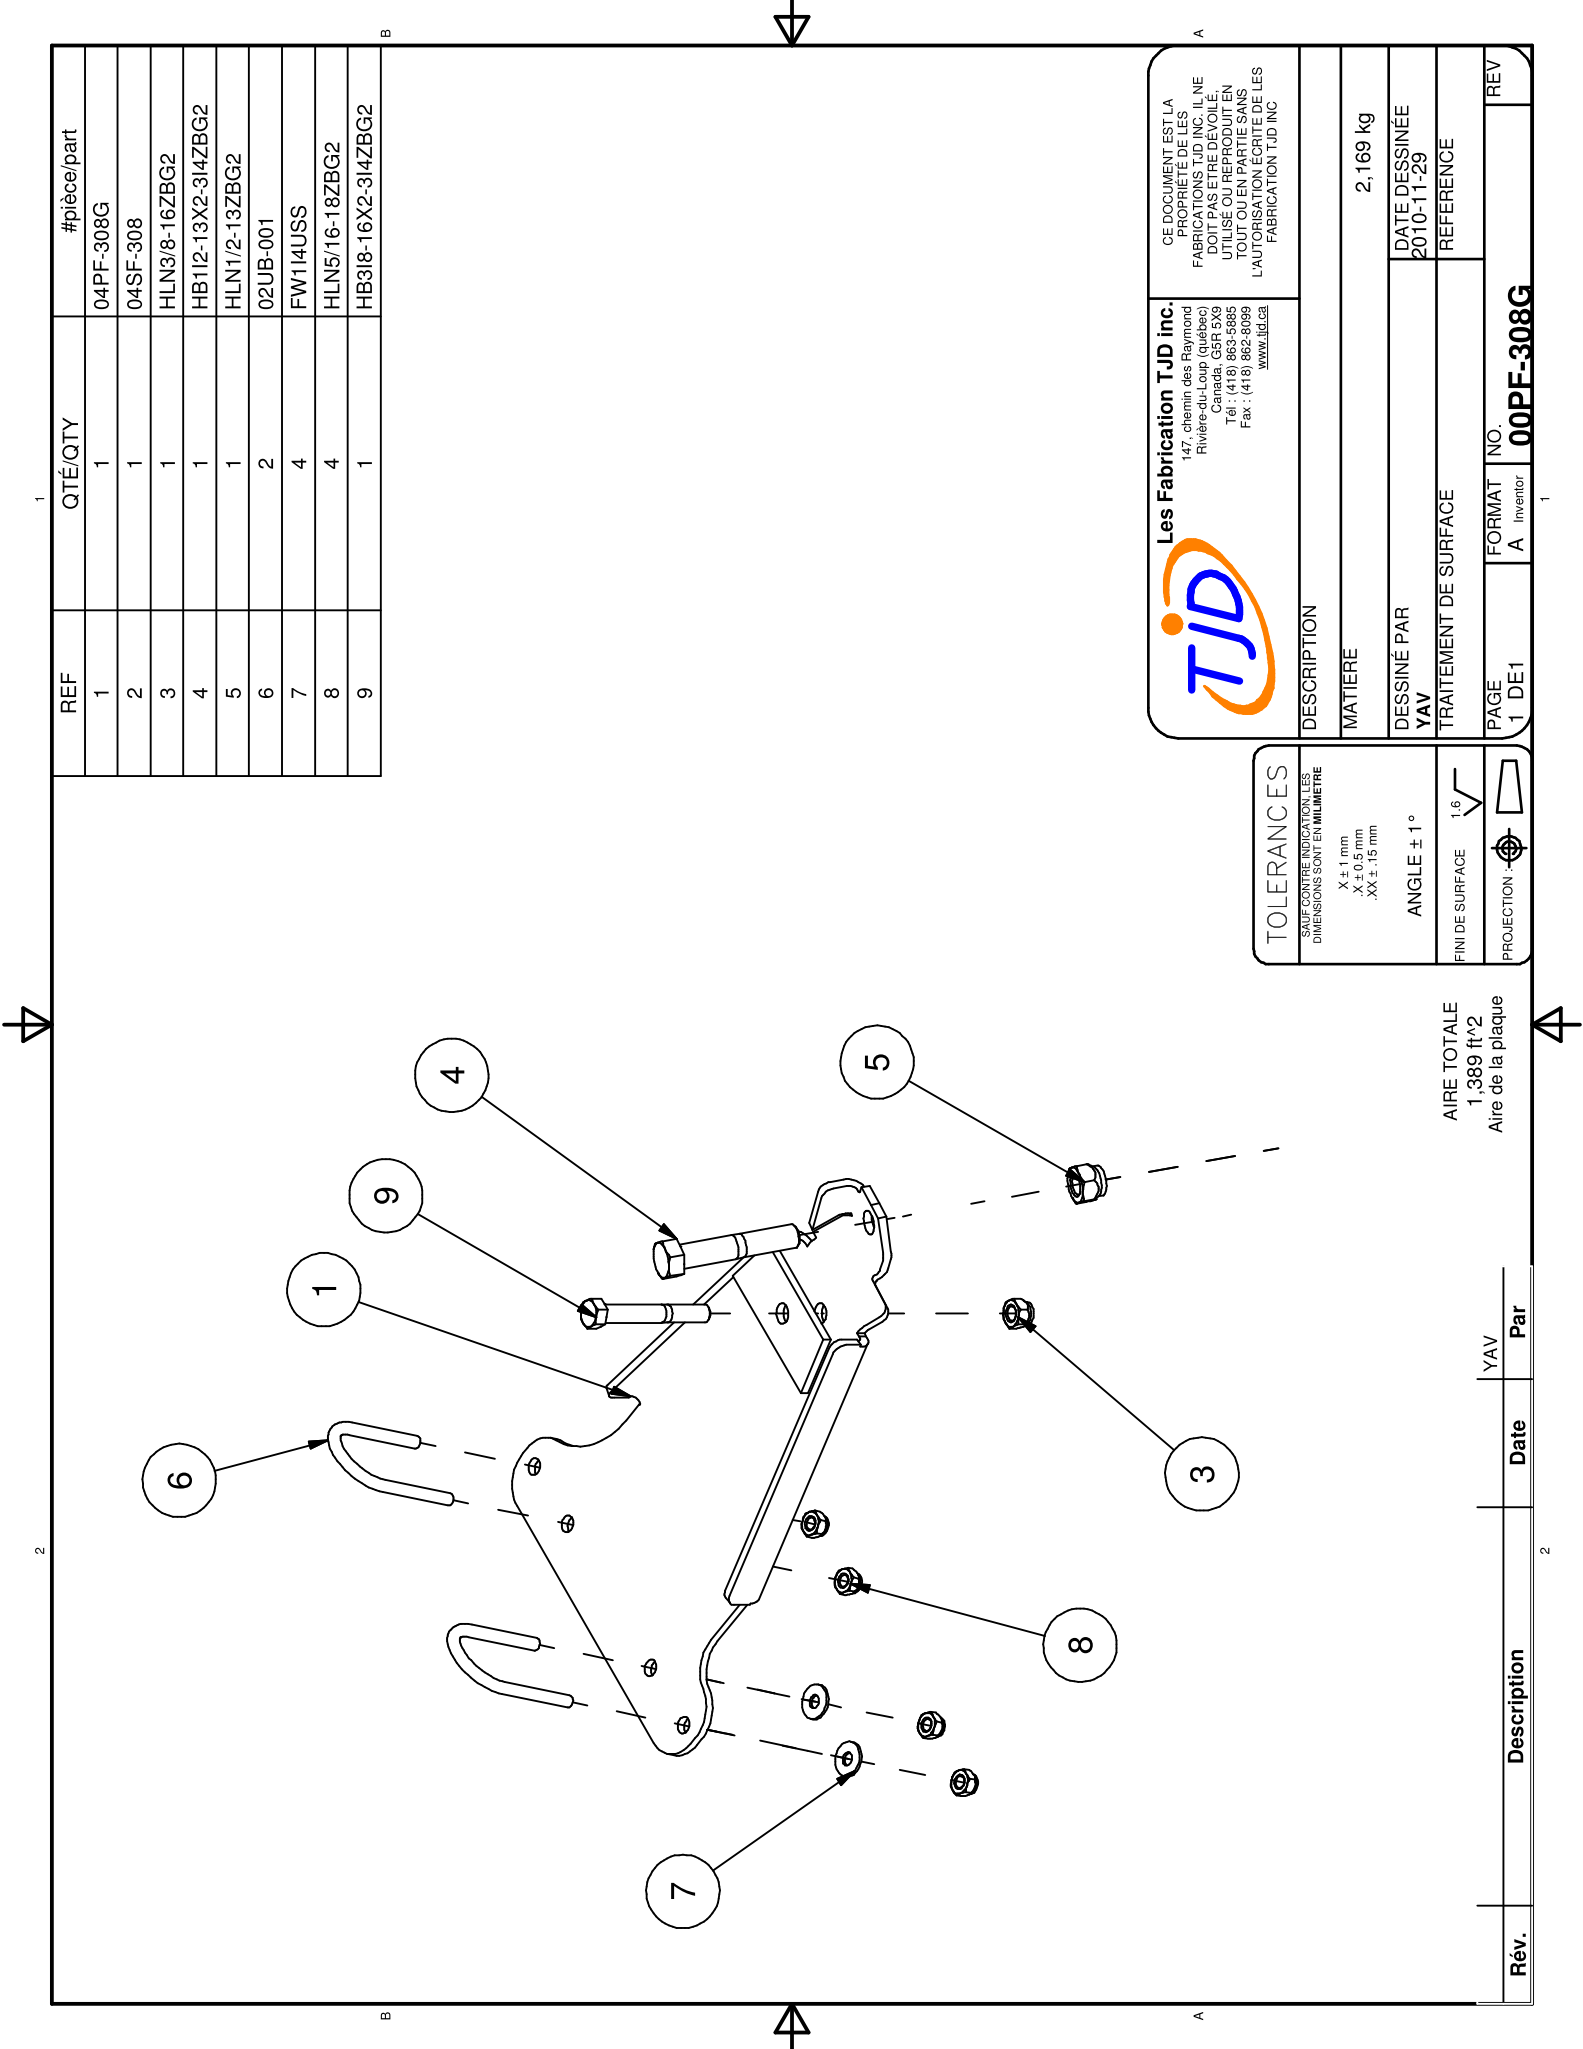 REF QTÉ/QTY #pièce/part
1 1 04PF-308G
2 1 04SF-308
3 1 HLN3/8-16ZBG2
4 1 HB1I2-13X2-3I4ZBG2
5 1 HLN1/2-13ZBG2
6 2 02UB-001
7 4 FW1I4USS
8 4 HLN5/16-18ZBG2
9 1 HB3I8-16X2-3I4ZBG2
2
1
B
B
6
1
9
4
7
8
3
5
A
A
2
1
AIRE TOTALE
1,389 ft^2
Aire de la plaque
YAV
Rév. Description Date Par
TOLERANCES
SAUF CONTRE INDICATION, LES
DIMENSIONS SONT EN MILIMETRE
X ± 1 mm
.X ± 0.5 mm
.XX ± .15 mm
ANGLE ± 1°
FINI DE SURFACE 1.6
PROJECTION :
TJD
Les Fabrication TJD inc.
147, chemin des Raymond
Rivière-du-Loup (québec)
Canada, G5R 5X9
Tél : (418) 863-5885
Fax : (418) 862-8099
www.tjd.ca
CE DOCUMENT EST LA
PROPRIÉTÉ DE LES
FABRICATIONS TJD INC. IL NE
DOIT PAS ETRE DÉVOILÉ,
UTILISÉ OU REPRODUIT EN
TOUT OU EN PARTIE SANS
L'AUTORISATION ÉCRITE DE LES
FABRICATION TJD INC
DESCRIPTION
MATIERE
2,169 kg
DESSINÉ PAR
YAV
DATE DESSINÉE
2010-11-29
TRAITEMENT DE SURFACE
REFERENCE
PAGE
1 DE1
FORMAT
A Inventor
NO.
00PF-308G
REV